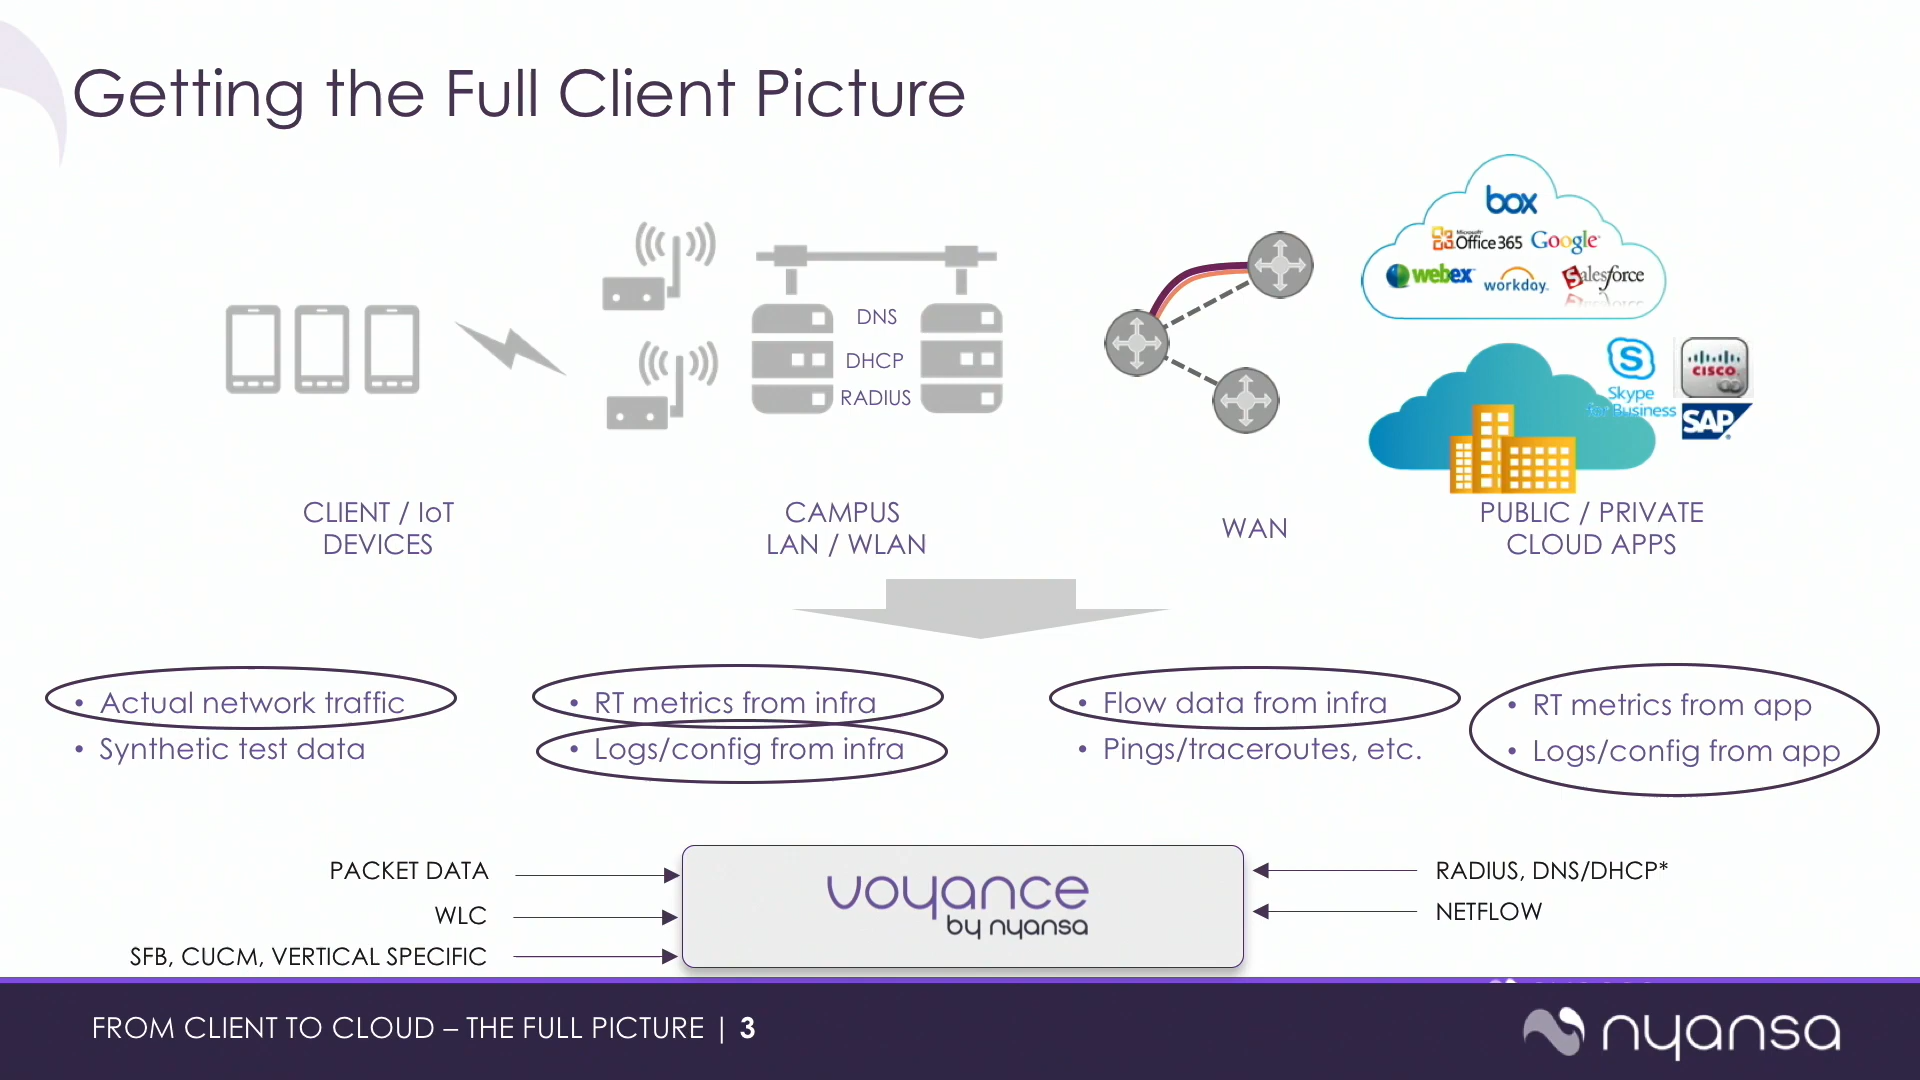 Getting the Full Client Picture
box
Microsoft
Office 365 Google
webex workday. Salesforce
DNS
DHCP
RADIUS
Skype
for Business
CISCO
SAP
CLIENT / IoT
DEVICES
CAMPUS
LAN / WLAN
WAN
PUBLIC / PRIVATE
CLOUD APPS
• Actual network traffic
• Synthetic test data
• RT metrics from infra
• Logs/config from infra
• Flow data from infra
• Pings/traceroutes, etc.
• RT metrics from app
• Logs/config from app
PACKET DATA
WLC
SFB, CUCM, VERTICAL SPECIFIC
voyance
by nyansa
RADIUS, DNS/DHCP*
NETFLOW
FROM CLIENT TO CLOUD – THE FULL PICTURE | 3
nyansa